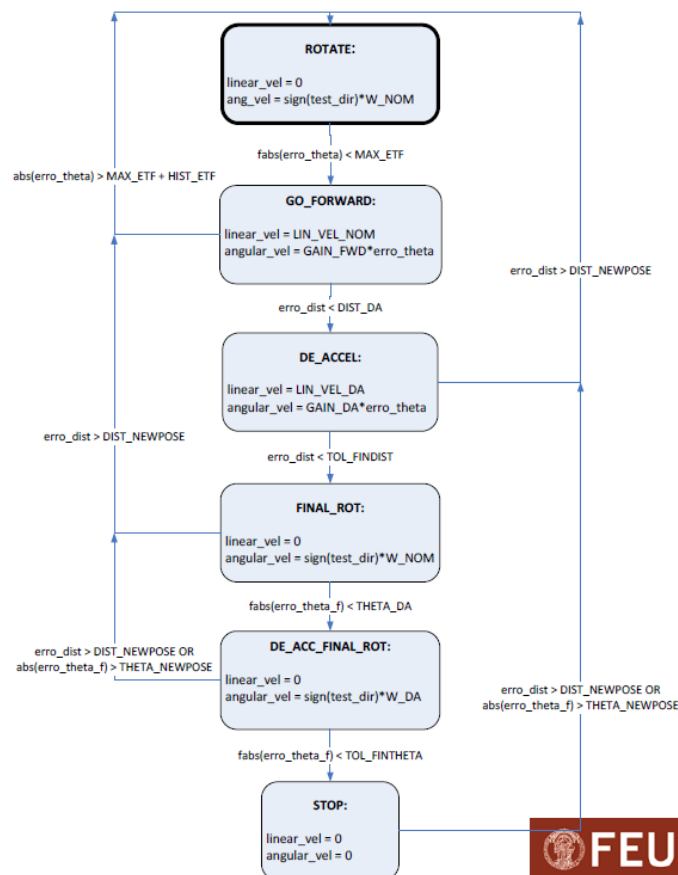 ROTATE:
linear_vel = 0
ang_vel = sign(test_dir)*W_NOM
fabs(erro_theta) < MAX_ETF
abs(erro_theta) > MAX_ETF + HIST_ETF
GO_FORWARD:
linear_vel = LIN_VEL_NOM
angular_vel = GAIN_FWD*erro_theta
erro_dist > DIST_NEWPOSE
erro_dist < DIST_DA
DE_ACCEL:
linear_vel = LIN_VEL_DA
angular_vel = GAIN_DA*erro_theta
erro_dist > DIST_NEWPOSE
erro_dist < TOL_FINDIST
FINAL_ROT:
linear_vel = 0
angular_vel = sign(test_dir)*W_NOM
fabs(erro_theta_f) < THETA_DA
erro_dist > DIST_NEWPOSE OR
abs(erro_theta_f) > THETA_NEWPOSE
DE_ACC_FINAL_ROT:
linear_vel = 0
angular_vel = sign(test_dir)*W_DA
erro_dist > DIST_NEWPOSE OR
abs(erro_theta_f) > THETA_NEWPOSE
fabs(erro_theta_f) < TOL_FINTHETA
STOP:
linear_vel = 0
angular_vel = 0
FEU